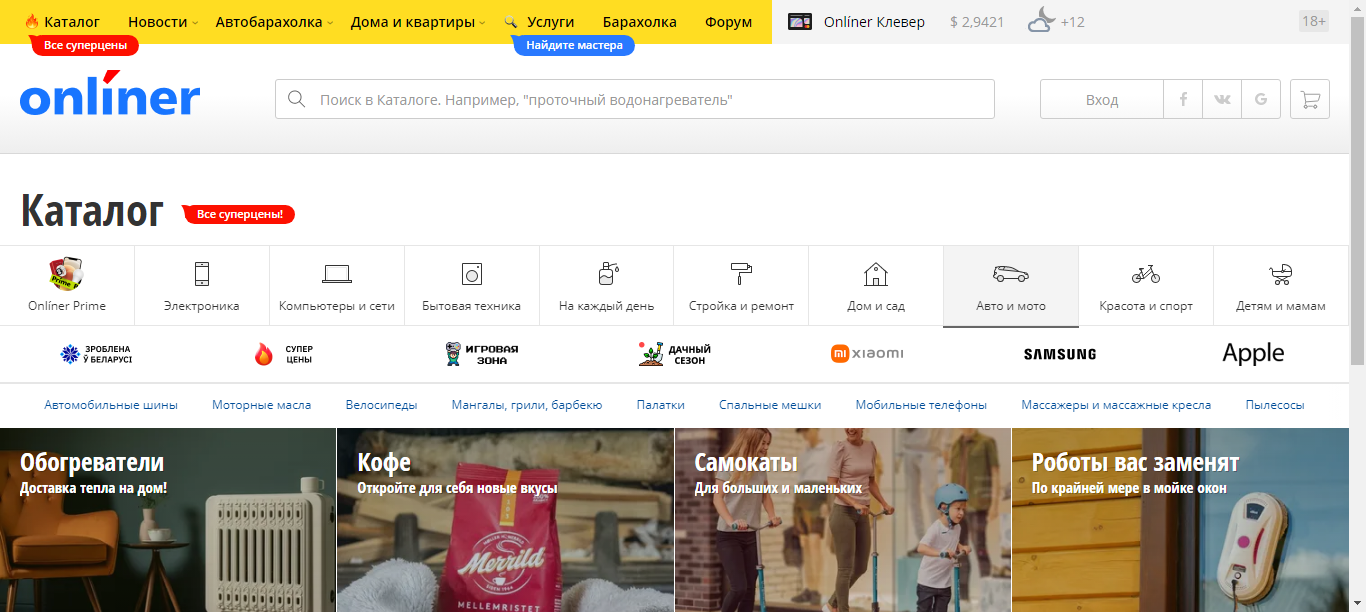 Каталог Новости Автобарахолка Дома и квартиры Услуги Барахолка Форум Onlíner Клевер $ 2,9421 +12 18+
Все суперцены Найдите мастера
onlíner Поиск в Каталоге. Например, "проточный водонагреватель" Вход
Каталог Все суперцены!
Onlíner Prime Электроника Компьютеры и сети Бытовая техника На каждый день Стройка и ремонт Дом и сад Авто и мото Красота и спорт Детям и мамам
ЗРОБЛЕНА
Ў БЕЛАРУСІ
СУПЕР
ЦЕНЫ
ИГРОВАЯ
ЗОНА
ДАЧНЫЙ
СЕЗОН
mi xiaomi
SAMSUNG
Apple
Автомобильные шины Моторные масла Велосипеды Мангалы, грили, барбекю Палатки Спальные мешки Мобильные телефоны Массажеры и массажные кресла Пылесосы
Обогреватели
Доставка тепла на дом!
Кофе
Откройте для себя новые вкусы
Merrild
MELLEMRISTET
Самокаты
Для больших и маленьких
Роботы вас заменят
По крайней мере в мойке окон